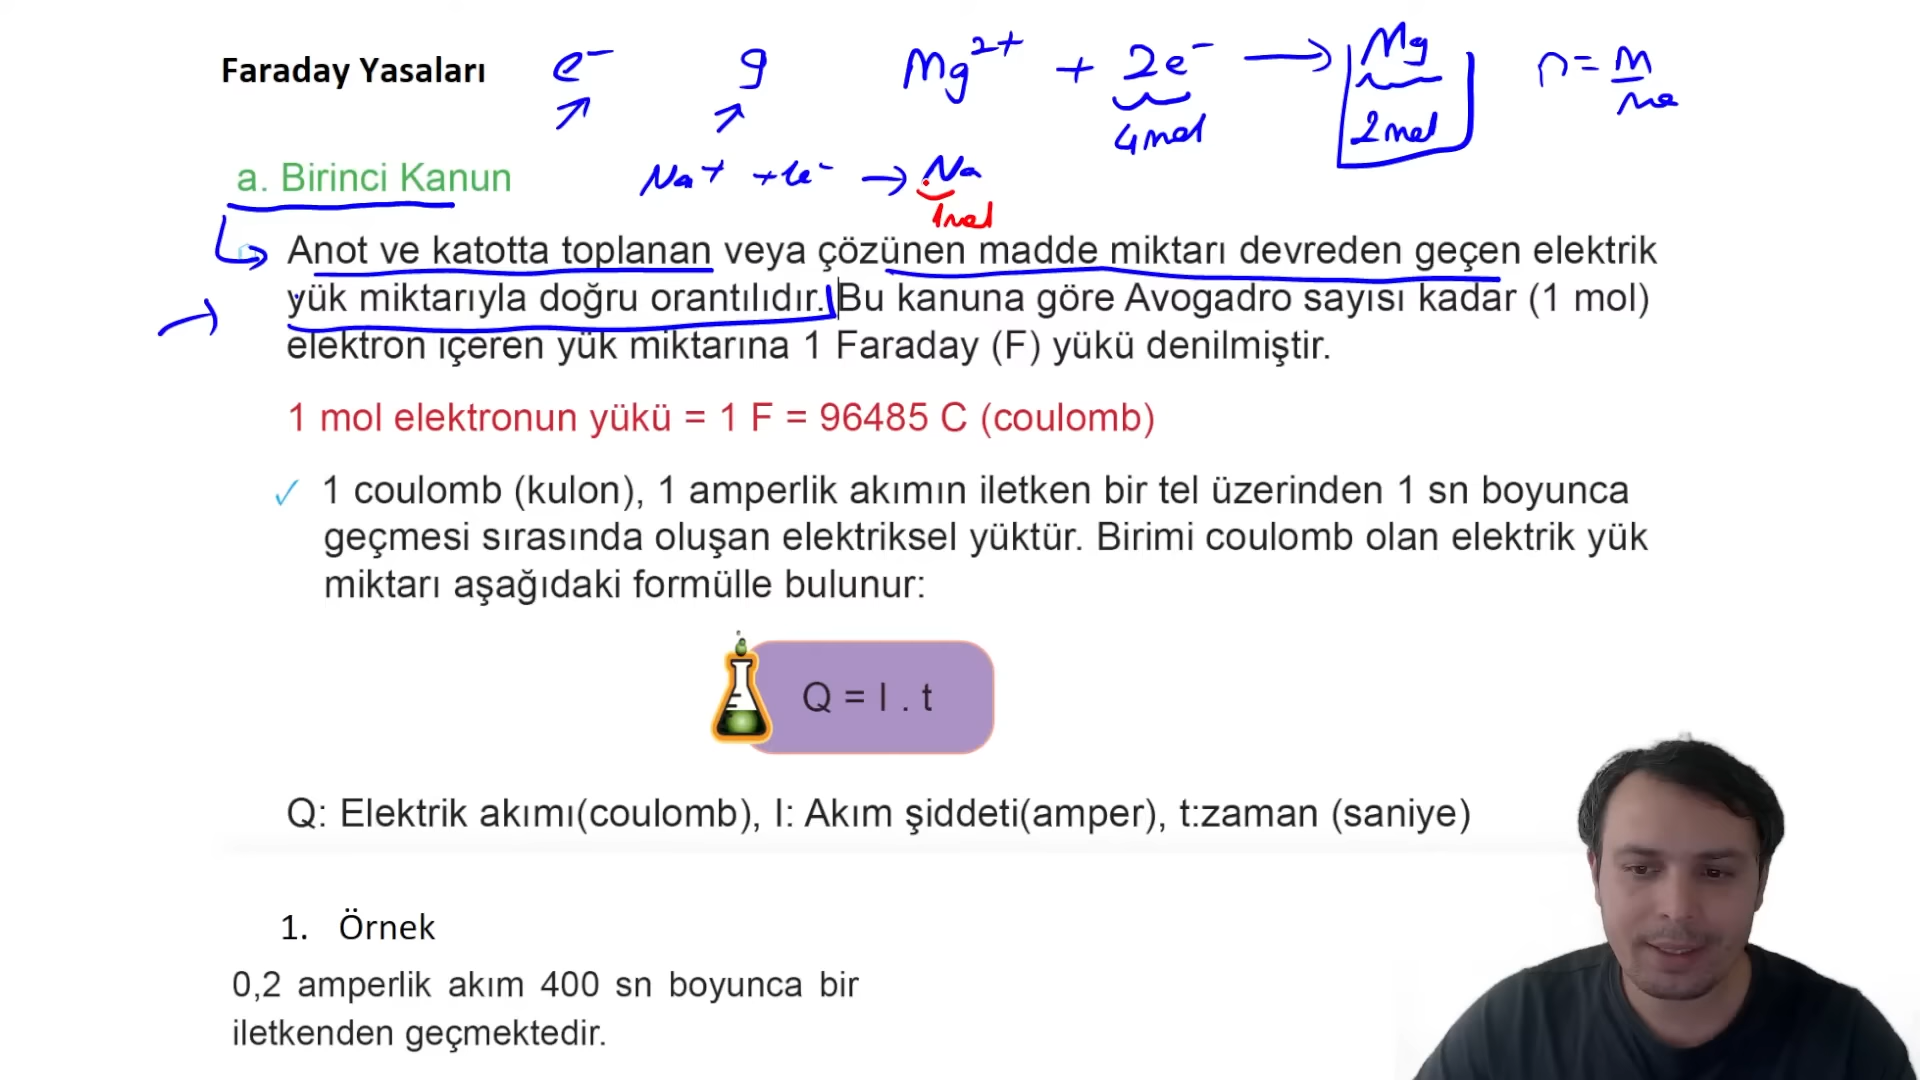 Faraday Yasaları e⁻ g Mg²⁺ + 2e⁻ → Mg n = m
ma
4mol 2mol
a. Birinci Kanun Na⁺ + 1e⁻ → Na
1mol
Anot ve katotta toplanan veya çözünen madde miktarı devreden geçen elektrik
yük miktarıyla doğru orantılıdır. Bu kanuna göre Avogadro sayısı kadar (1 mol)
elektron içeren yük miktarına 1 Faraday (F) yükü denilmiştir.
1 mol elektronun yükü = 1 F = 96485 C (coulomb)
✓ 1 coulomb (kulon), 1 amperlik akımın iletken bir tel üzerinden 1 sn boyunca
geçmesi sırasında oluşan elektriksel yüktür. Birimi coulomb olan elektrik yük
miktarı aşağıdaki formülle bulunur:
Q = I . t
Q: Elektrik akımı(coulomb), I: Akım şiddeti(amper), t:zaman (saniye)
1. Örnek
0,2 amperlik akım 400 sn boyunca bir
iletkenden geçmektedir.